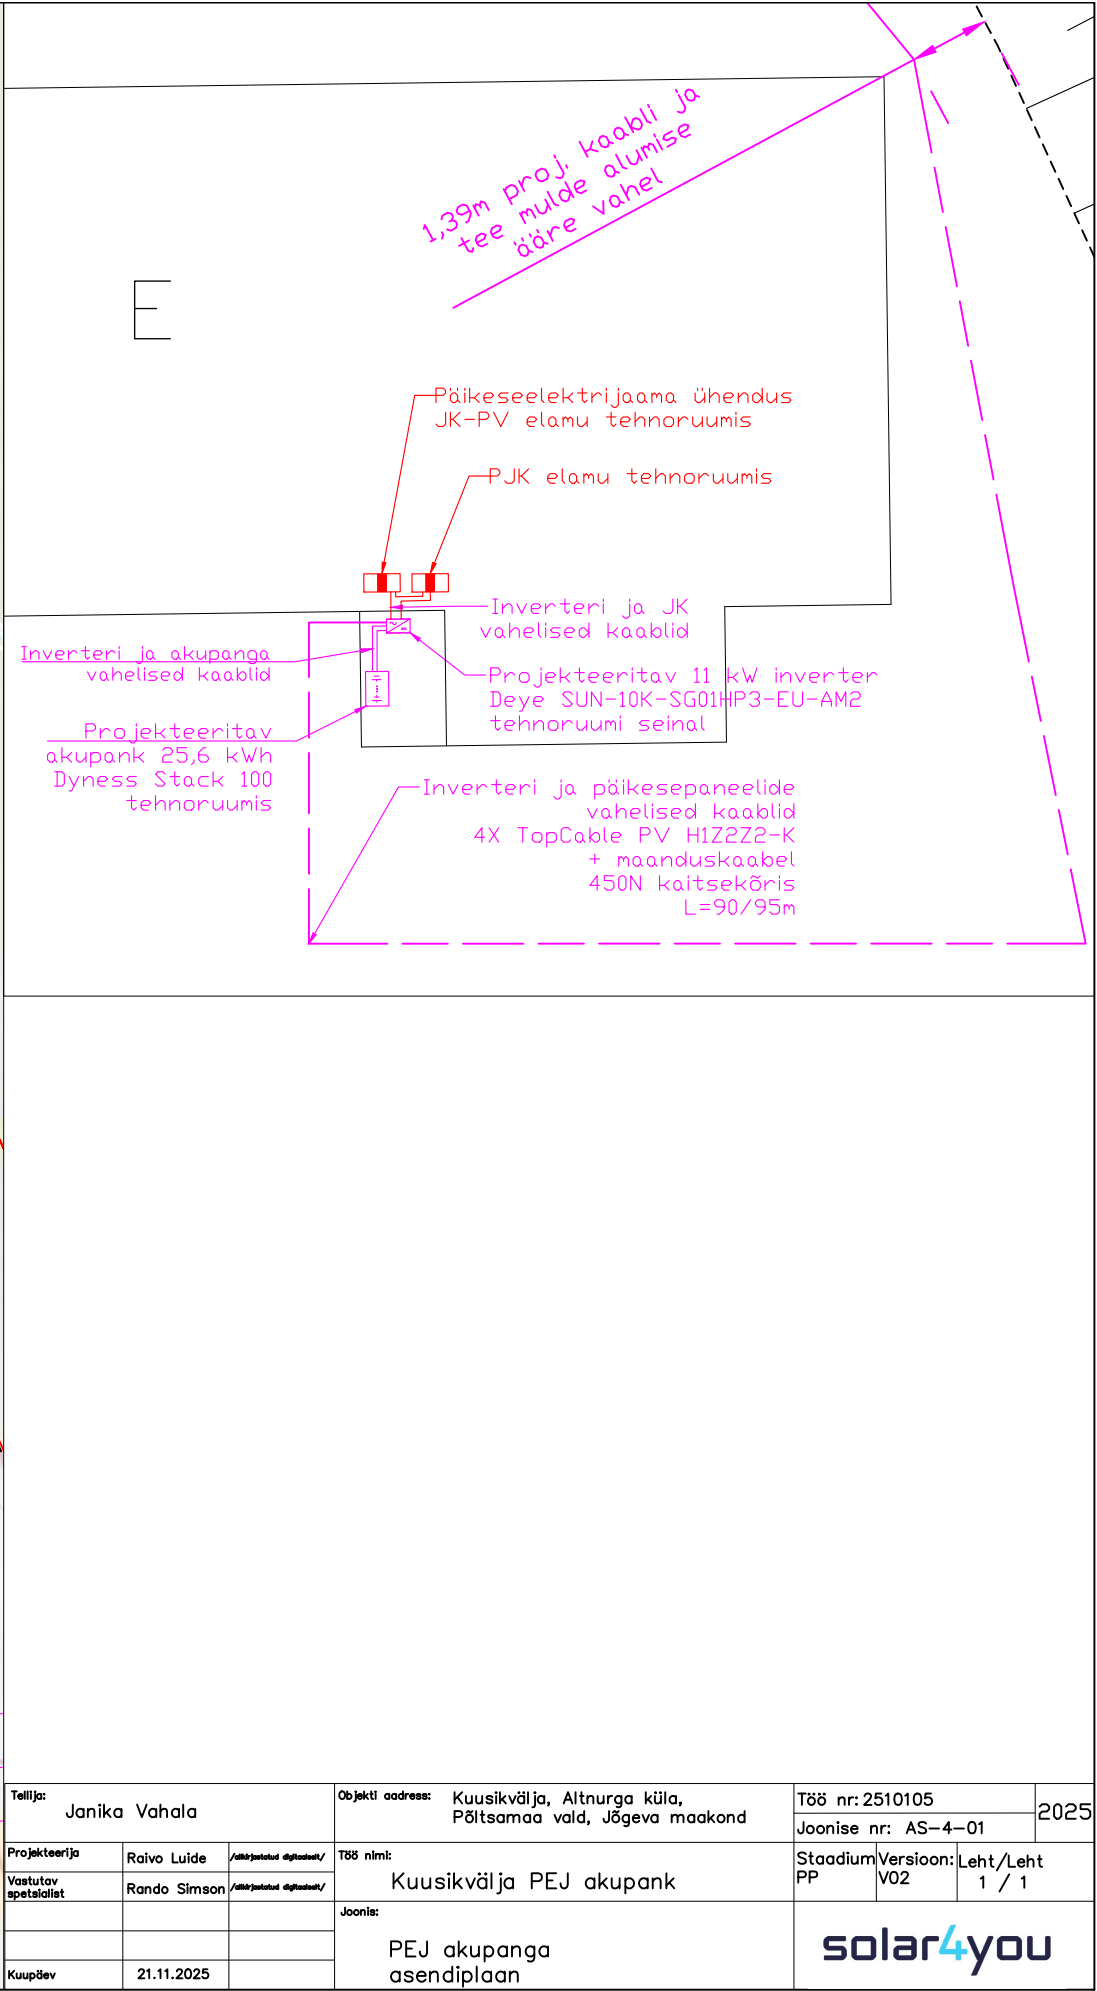 1,39m proj. kaabli ja
tee mulde alumise
ääre vahel
E
Päikeseelektrijaama ühendus
JK-PV elamu tehnoruumis
PJK elamu tehnoruumis
Inverteri ja JK
vahelised kaablid
Inverteri ja akupanga
vahelised kaablid
Projekteeritav 11 kW inverter
Deye SUN-10K-SG01HP3-EU-AM2
tehnoruumi seinal
Projekteeritav
akupank 25,6 kWh
Dyness Stack 100
tehnoruumis
Inverteri ja päikesepaneelide
vahelised kaablid
4X TopCable PV H1Z2Z2-K
+ maanduskaabel
450N kaitsekõris
L=90/95m
Tellija:
Janika Vahala
Objekti aadress:
Kuusikvälja, Altnurga küla,
Põltsamaa vald, Jõgeva maakond
Töö nr: 2510105
Joonise nr: AS-4-01
2025
Projekteerija
Raivo Luide
/allkirjastatud digitaalselt/
Vastutav
spetsialist
Rando Simson
/allkirjastatud digitaalselt/
Töö nimi:
Kuusikvälja PEJ akupank
Staadium
PP
Versioon:
V02
Leht/Leht
1 / 1
Joonis:
PEJ akupanga
asendiplaan
Kuupäev
21.11.2025
solar4you